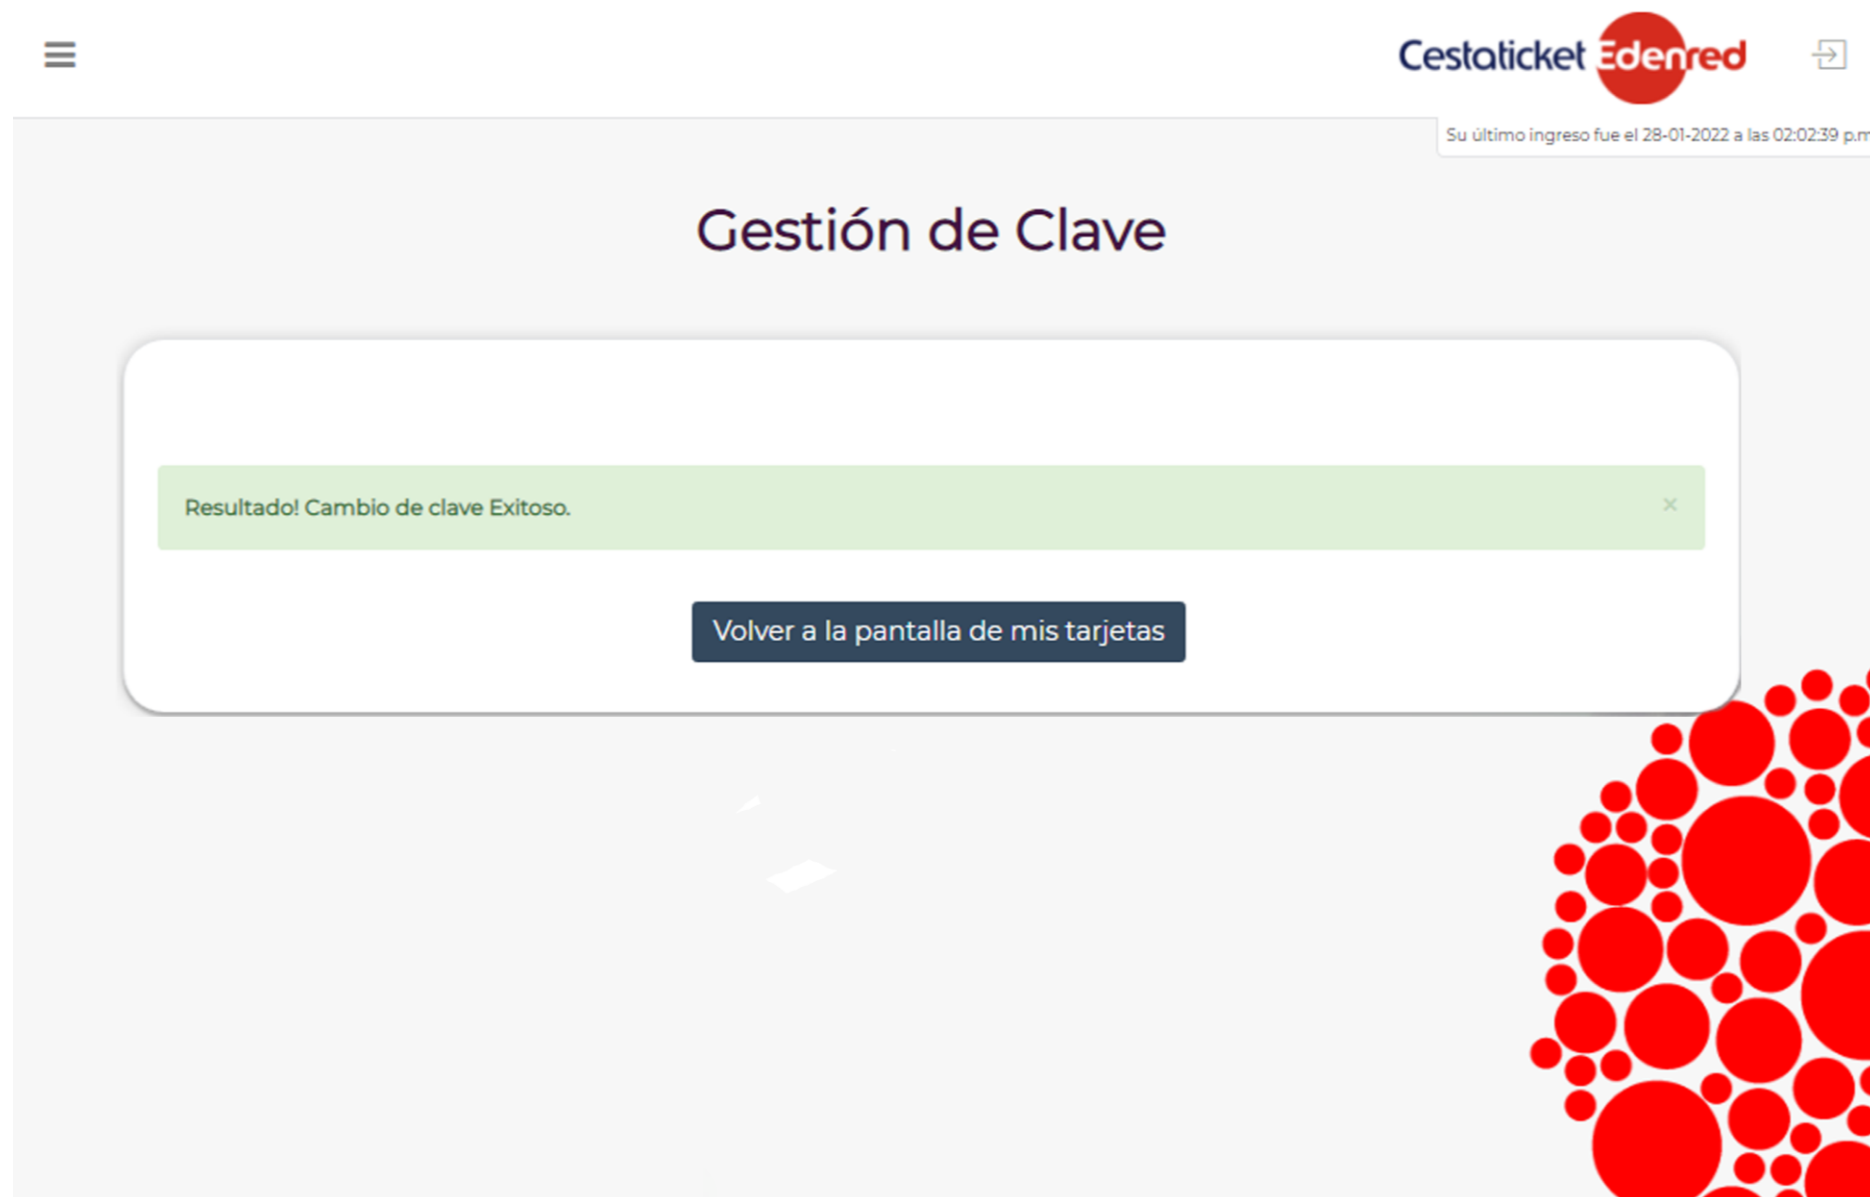 Cestaticket Edenred
Su último ingreso fue el 28-01-2022 a las 02:02:39 p.m
Gestión de Clave
Resultado! Cambio de clave Exitoso.
×
Volver a la pantalla de mis tarjetas